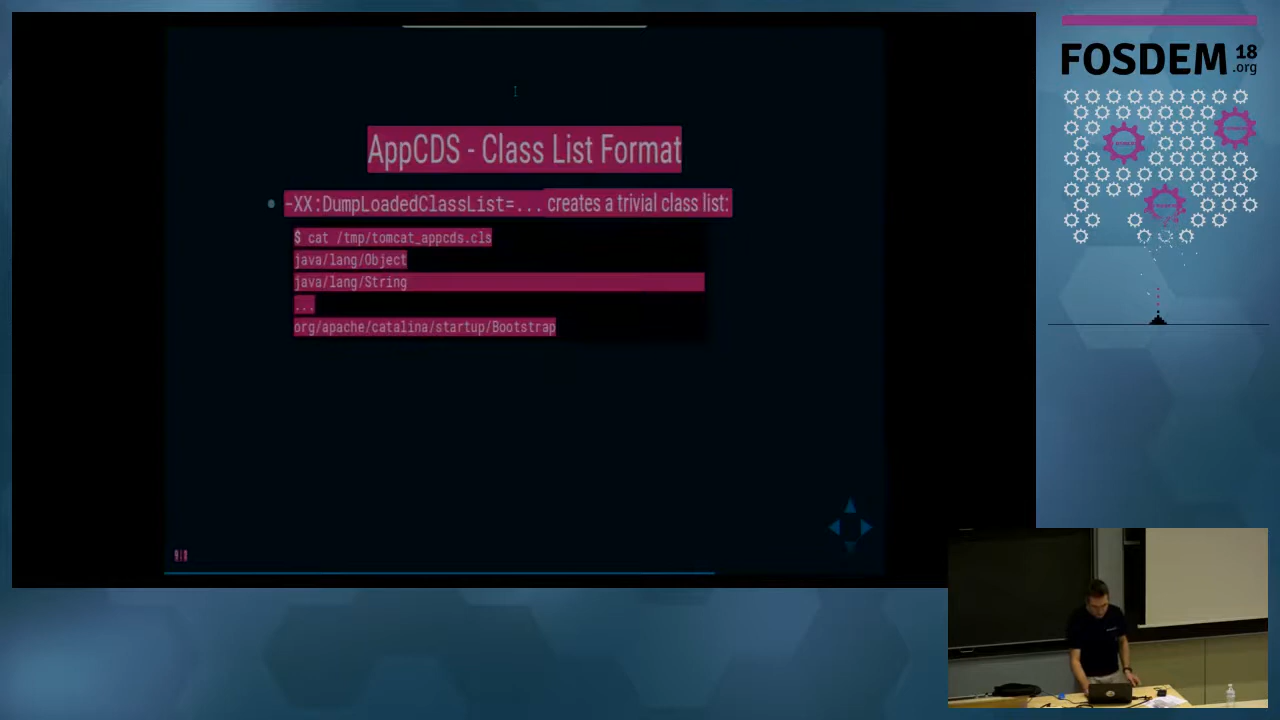 AppCDS - Class List Format
-XX:DumpLoadedClassList=... creates a trivial class list:
$ cat /tmp/tomcat_appcds.cls
java/lang/Object
java/lang/String
...
org/apache/catalina/startup/Bootstrap
FOSDEM 18
.org